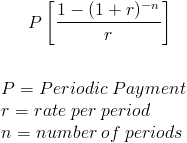 P [ (1 − (1 + r)^{−n}) / r ]
P = Periodic Payment
r = rate per period
n = number of periods